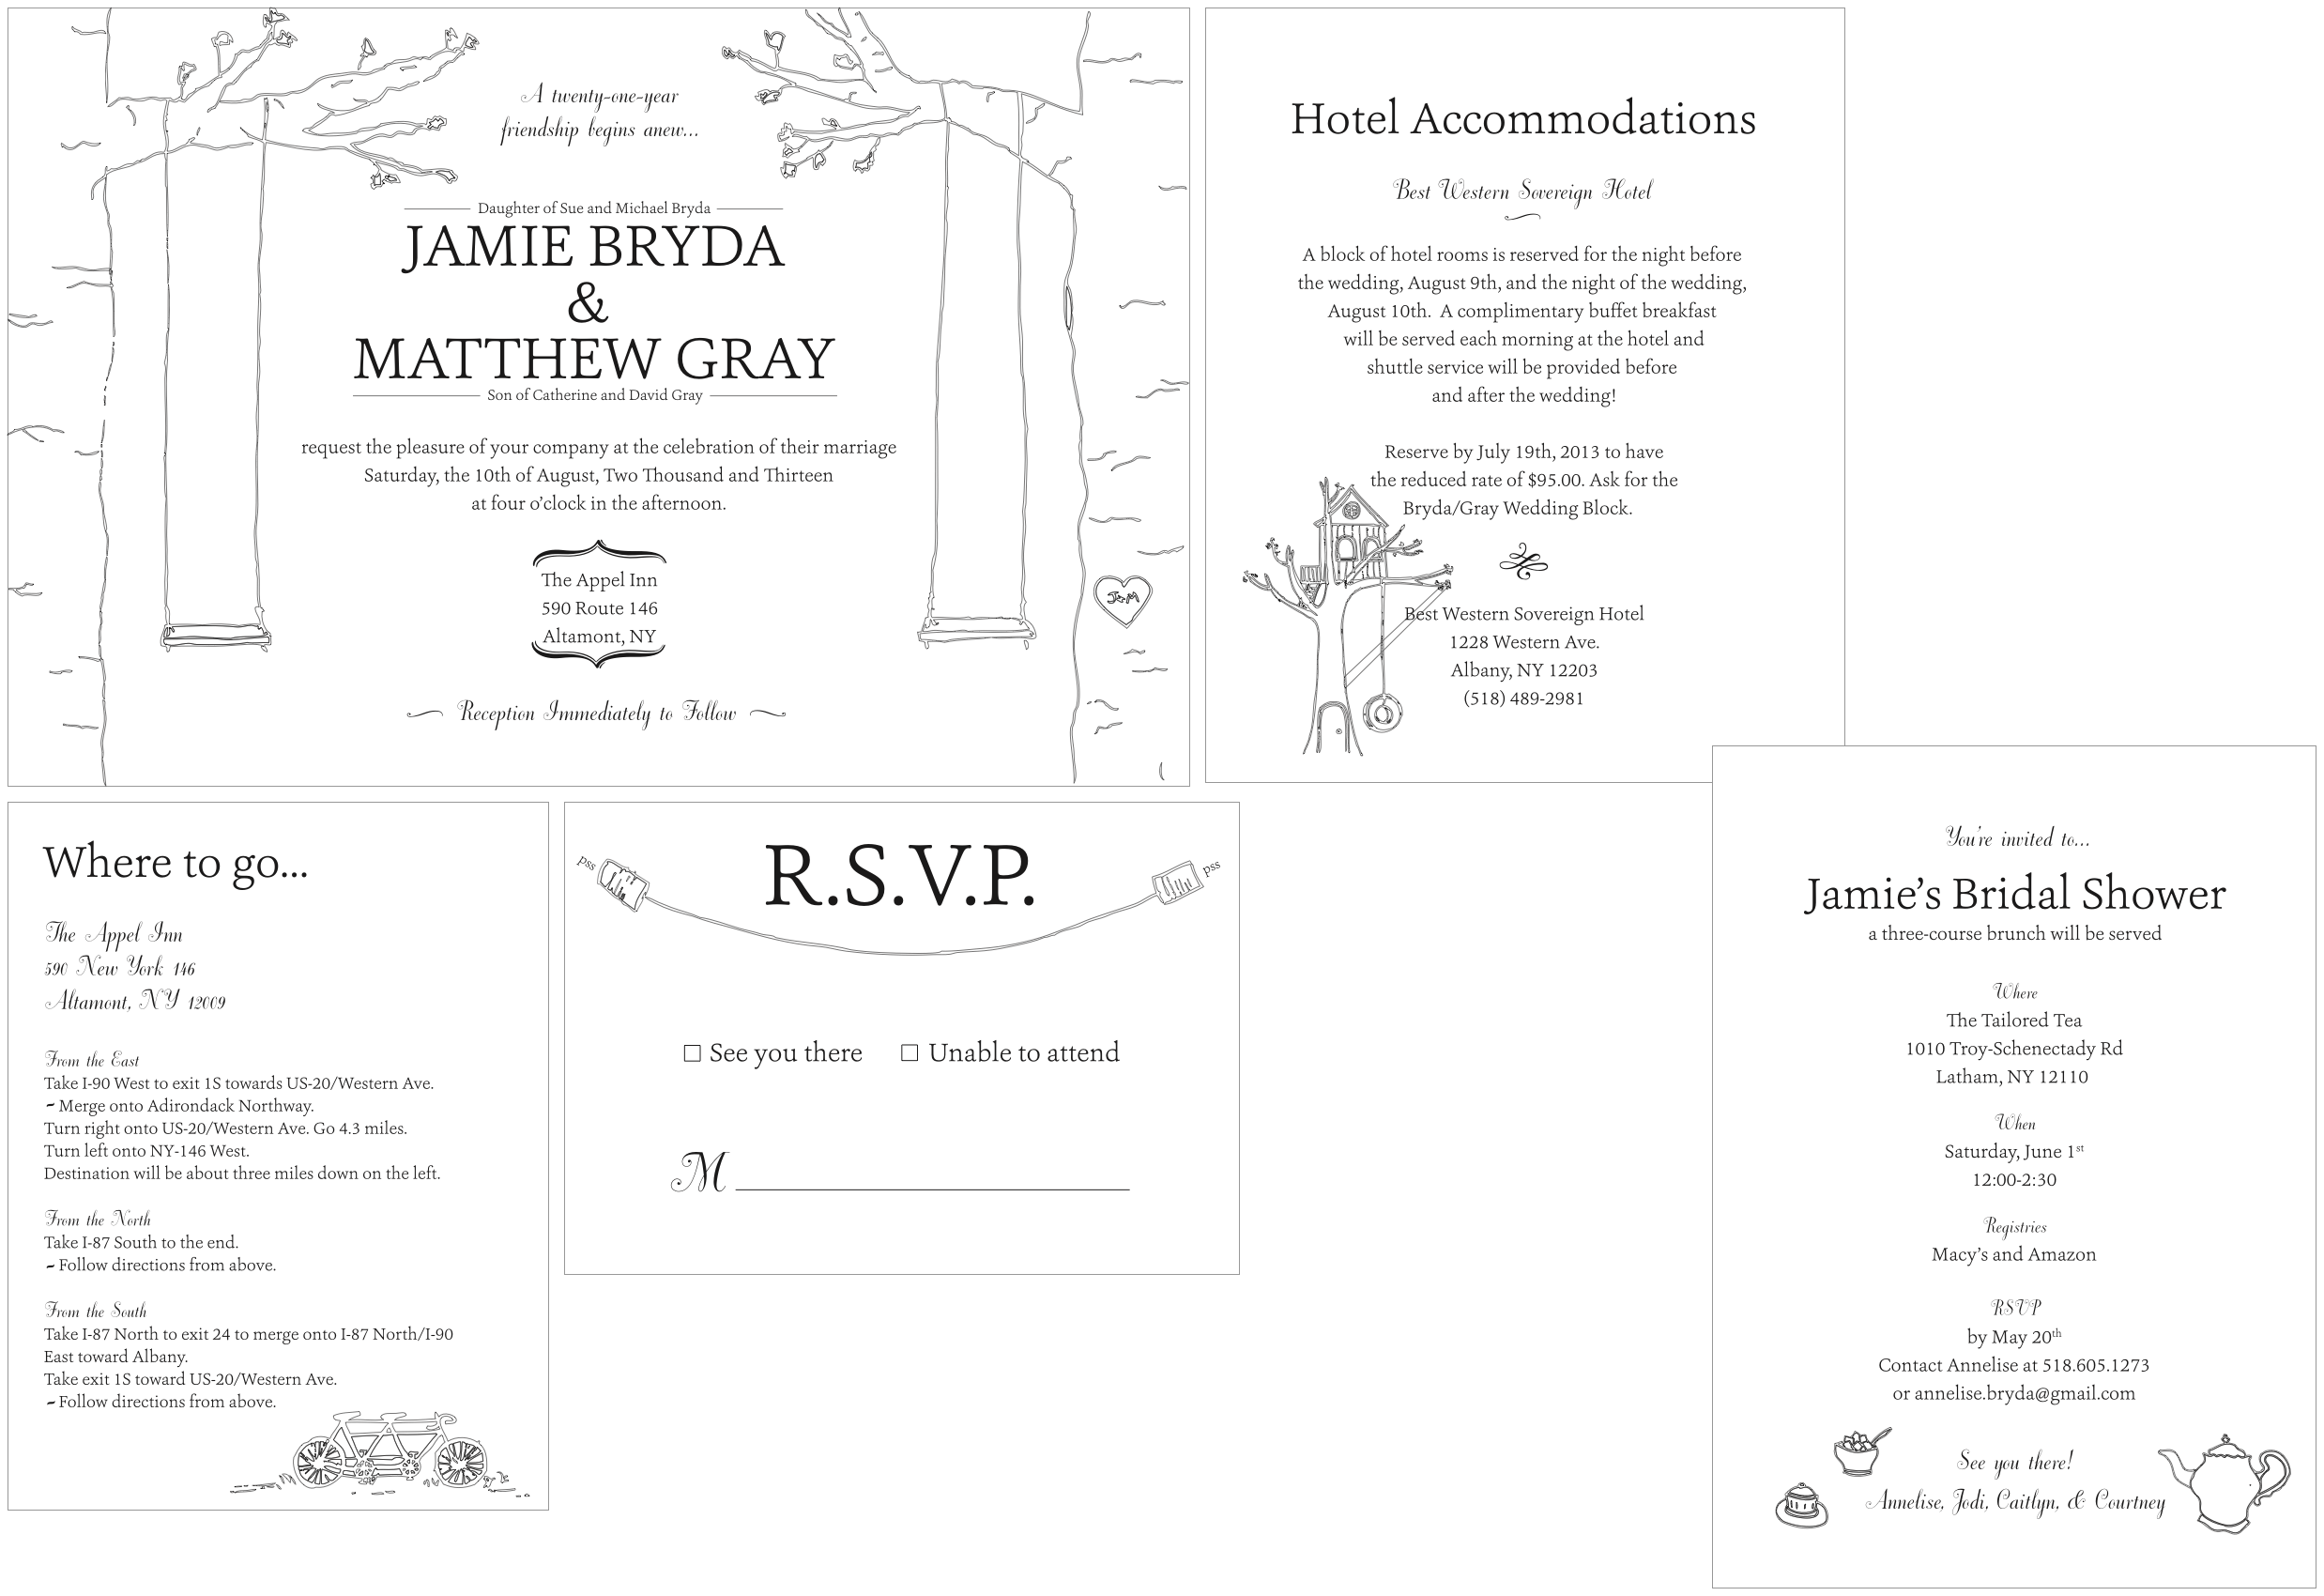 A twenty-one-year
friendship begins anew...
Daughter of Sue and Michael Bryda
JAMIE BRYDA
&
MATTHEW GRAY
Son of Catherine and David Gray
request the pleasure of your company at the celebration of their marriage
Saturday, the 10th of August, Two Thousand and Thirteen
at four o’clock in the afternoon.
The Appel Inn
590 Route 146
Altamont, NY
Reception Immediately to Follow
J&M
Hotel Accommodations
Best Western Sovereign Hotel
A block of hotel rooms is reserved for the night before
the wedding, August 9th, and the night of the wedding,
August 10th. A complimentary buffet breakfast
will be served each morning at the hotel and
shuttle service will be provided before
and after the wedding!
Reserve by July 19th, 2013 to have
the reduced rate of $95.00. Ask for the
Bryda/Gray Wedding Block.
Best Western Sovereign Hotel
1228 Western Ave.
Albany, NY 12203
(518) 489-2981
Where to go...
The Appel Inn
590 New York 146
Altamont, NY 12009
From the East
Take I-90 West to exit 1S towards US-20/Western Ave.
~ Merge onto Adirondack Northway.
Turn right onto US-20/Western Ave. Go 4.3 miles.
Turn left onto NY-146 West.
Destination will be about three miles down on the left.
From the North
Take I-87 South to the end.
~ Follow directions from above.
From the South
Take I-87 North to exit 24 to merge onto I-87 North/I-90
East toward Albany.
Take exit 1S toward US-20/Western Ave.
~ Follow directions from above.
pss
R.S.V.P.
pss
☐ See you there ☐ Unable to attend
M
You’re invited to...
Jamie’s Bridal Shower
a three-course brunch will be served
Where
The Tailored Tea
1010 Troy-Schenectady Rd
Latham, NY 12110
When
Saturday, June 1st
12:00-2:30
Registries
Macy’s and Amazon
RSVP
by May 20th
Contact Annelise at 518.605.1273
or annelise.bryda@gmail.com
See you there!
Annelise, Jodi, Caitlyn, & Courtney